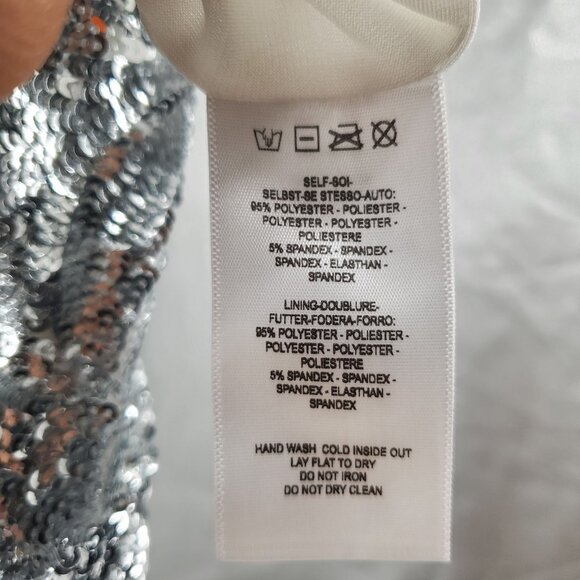 SELF-SOI-
SELBST-SE STESSO-AUTO:
95% POLYESTER - POLIESTER -
POLYESTER - POLYESTER -
POLIESTERE
5% SPANDEX - SPANDEX -
SPANDEX - ELASTHAN -
SPANDEX
LINING-DOUBLURE-
FUTTER-FODERA-FORRO:
95% POLYESTER - POLIESTER -
POLYESTER - POLYESTER -
POLIESTERE
5% SPANDEX - SPANDEX -
SPANDEX - ELASTHAN -
SPANDEX
HAND WASH COLD INSIDE OUT
LAY FLAT TO DRY
DO NOT IRON
DO NOT DRY CLEAN